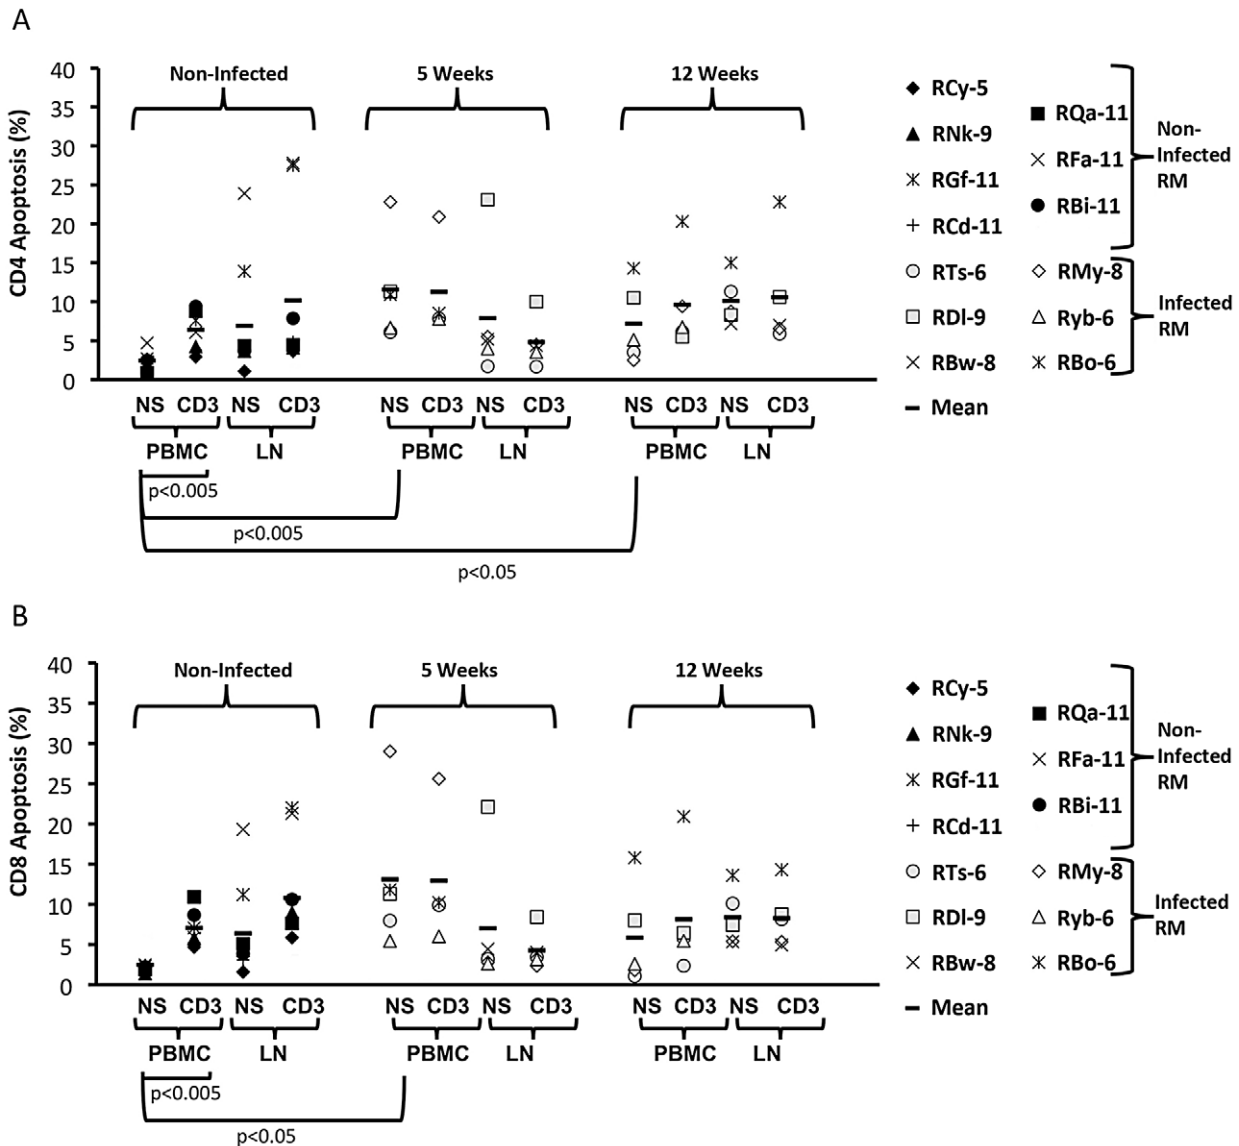 A
CD4 Apoptosis (%)
40
35
30
25
20
15
10
5
0
Non-Infected
5 Weeks
12 Weeks
NS CD3 NS CD3 NS CD3 NS CD3 NS CD3 NS CD3
PBMC LN PBMC LN PBMC LN
p<0.005
p<0.005
p<0.05
RCy-5
RNk-9
RGf-11
RCd-11
RTs-6
RDl-9
RBw-8
Mean
RQa-11
RFa-11
RBi-11
RMy-8
Ryb-6
RBo-6
Non-
Infected
RM
Infected
RM
B
CD8 Apoptosis (%)
40
35
30
25
20
15
10
5
0
Non-Infected
5 Weeks
12 Weeks
NS CD3 NS CD3 NS CD3 NS CD3 NS CD3 NS CD3
PBMC LN PBMC LN PBMC LN
p<0.005
p<0.05
RCy-5
RNk-9
RGf-11
RCd-11
RTs-6
RDl-9
RBw-8
Mean
RQa-11
RFa-11
RBi-11
RMy-8
Ryb-6
RBo-6
Non-
Infected
RM
Infected
RM